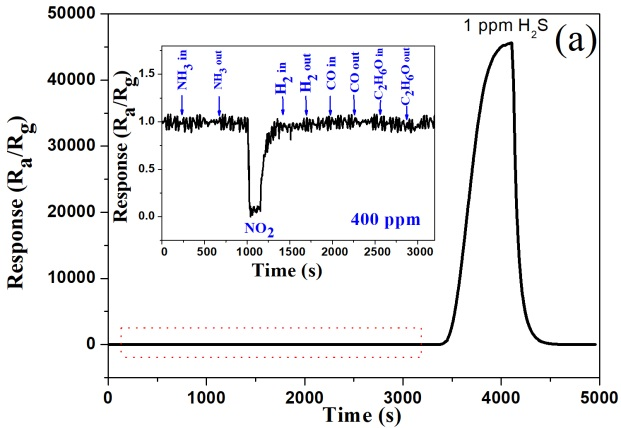 1 ppm H2S
(a)
50000
40000
30000
20000
10000
0
Response (Ra/Rg)
0 1000 2000 3000 4000 5000
Time (s)
NH3 in
NH3 out
H2 in
H2 out
CO in
CO out
C2H6O in
C2H6O out
1.5
1.0
0.5
0.0
Response (Ra/Rg)
NO2
400 ppm
0 500 1000 1500 2000 2500 3000
Time (s)